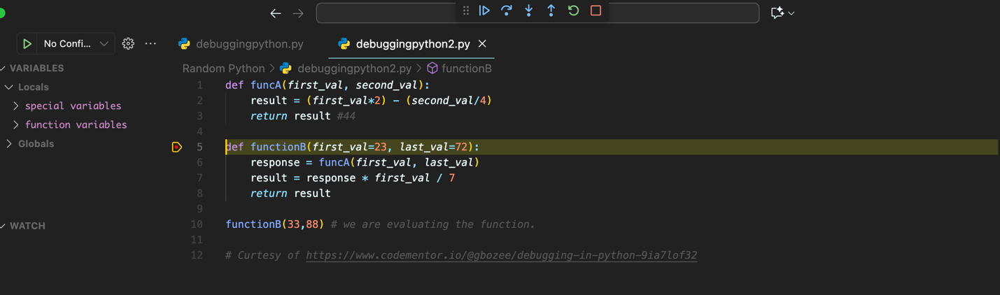 No Confi...
debuggingpython.py
debuggingpython2.py
VARIABLES
Locals
special variables
function variables
Globals
WATCH
Random Python > debuggingpython2.py > functionB
1 def funcA(first_val, second_val):
2 result = (first_val*2) - (second_val/4)
3 return result #44
4
5 def functionB(first_val=23, last_val=72):
6 response = funcA(first_val, last_val)
7 result = response * first_val / 7
8 return result
9
10 functionB(33,88) # we are evaluating the function.
11
12 # Curtesy of https://www.codementor.io/@gbozee/debugging-in-python-9ia7lof32